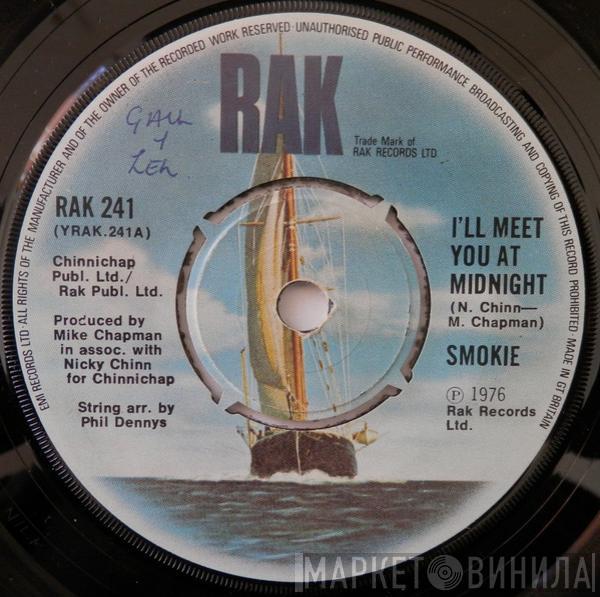 EMI RECORDS LTD · ALL RIGHTS OF THE MANUFACTURER AND OF THE OWNER OF THE RECORDED WORK RESERVED · UNAUTHORISED PUBLIC PERFORMANCE BROADCASTING AND COPYING OF THIS RECORD PROHIBITED · MADE IN GT BRITAIN
RAK
Trade Mark of
RAK RECORDS LTD.
RAK 241
(YRAK.241A)
Chinnichap
Publ. Ltd./
Rak Publ. Ltd.
Produced by
Mike Chapman
in assoc. with
Nicky Chinn
for Chinnichap
String arr. by
Phil Dennys
I'LL MEET
YOU AT
MIDNIGHT
(N. Chinn—
M. Chapman)
SMOKIE
Ⓟ 1976
Rak Records
Ltd.
МАРКЕТ ВИНИЛА